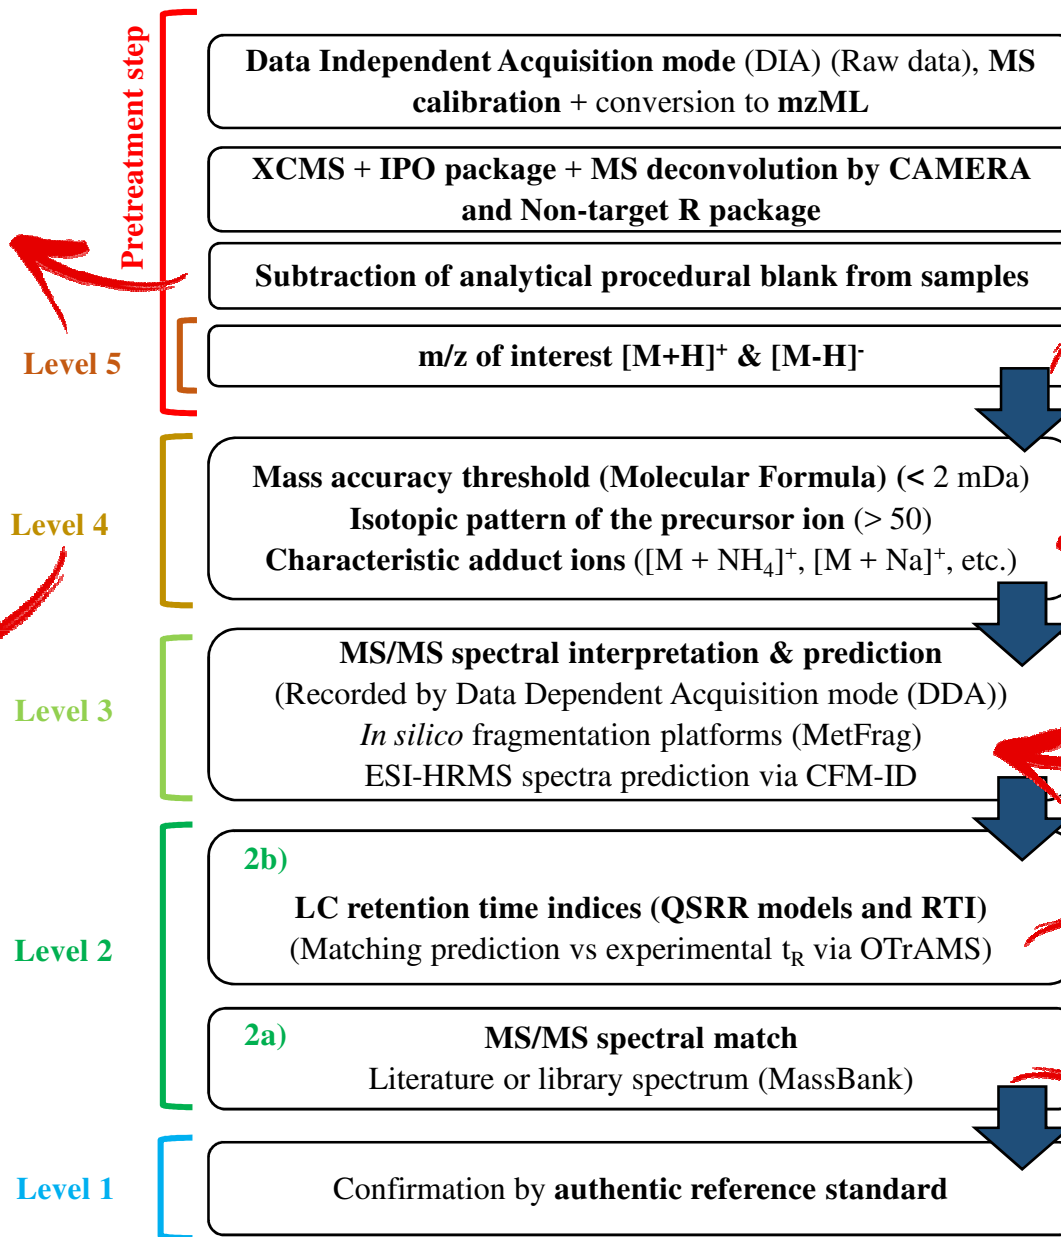 Pretreatment step
Data Independent Acquisition mode (DIA) (Raw data), MS
calibration + conversion to mzML
XCMS + IPO package + MS deconvolution by CAMERA
and Non-target R package
Subtraction of analytical procedural blank from samples
Level 5
m/z of interest [M+H]⁺ & [M-H]⁻
Level 4
Mass accuracy threshold (Molecular Formula) (< 2 mDa)
Isotopic pattern of the precursor ion (> 50)
Characteristic adduct ions ([M + NH₄]⁺, [M + Na]⁺, etc.)
Level 3
MS/MS spectral interpretation & prediction
(Recorded by Data Dependent Acquisition mode (DDA))
In silico fragmentation platforms (MetFrag)
ESI-HRMS spectra prediction via CFM-ID
Level 2
2b)
LC retention time indices (QSRR models and RTI)
(Matching prediction vs experimental tR via OTrAMS)
2a)
MS/MS spectral match
Literature or library spectrum (MassBank)
Level 1
Confirmation by authentic reference standard